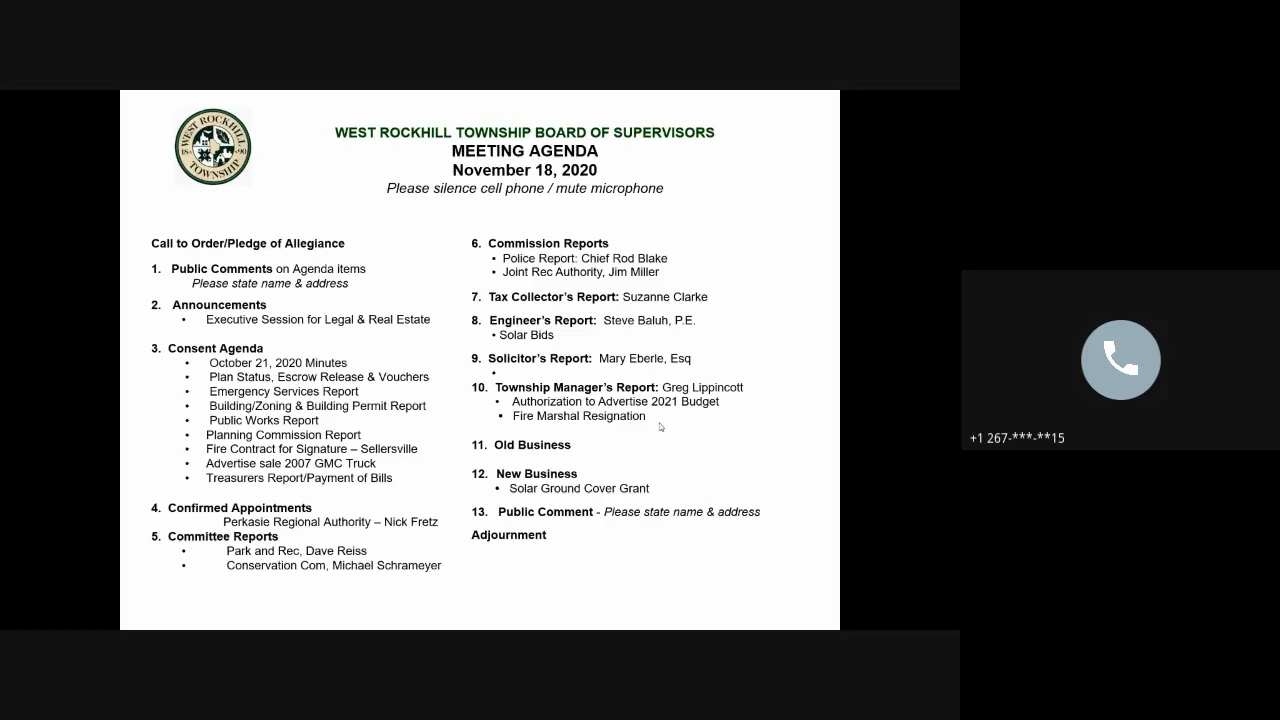 WEST ROCKHILL
18 90
TOWNSHIP
WEST ROCKHILL TOWNSHIP BOARD OF SUPERVISORS
MEETING AGENDA
November 18, 2020
Please silence cell phone / mute microphone
Call to Order/Pledge of Allegiance
1. Public Comments on Agenda items
Please state name & address
2. Announcements
• Executive Session for Legal & Real Estate
3. Consent Agenda
• October 21, 2020 Minutes
• Plan Status, Escrow Release & Vouchers
• Emergency Services Report
• Building/Zoning & Building Permit Report
• Public Works Report
• Planning Commission Report
• Fire Contract for Signature – Sellersville
• Advertise sale 2007 GMC Truck
• Treasurers Report/Payment of Bills
4. Confirmed Appointments
Perkasie Regional Authority – Nick Fretz
5. Committee Reports
• Park and Rec, Dave Reiss
• Conservation Com, Michael Schrameyer
6. Commission Reports
• Police Report: Chief Rod Blake
• Joint Rec Authority, Jim Miller
7. Tax Collector's Report: Suzanne Clarke
8. Engineer's Report: Steve Baluh, P.E.
• Solar Bids
9. Solicitor's Report: Mary Eberle, Esq
•
10. Township Manager's Report: Greg Lippincott
• Authorization to Advertise 2021 Budget
• Fire Marshal Resignation
11. Old Business
12. New Business
• Solar Ground Cover Grant
13. Public Comment - Please state name & address
Adjournment
+1 267-***-**15